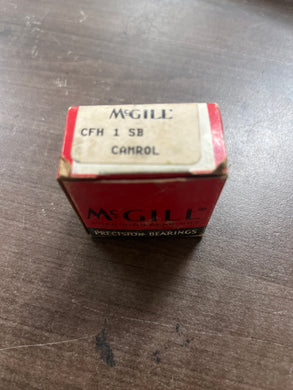 McGILL
CFH 1 SB
CAMROL
McGILL
PRECISION BEARINGS